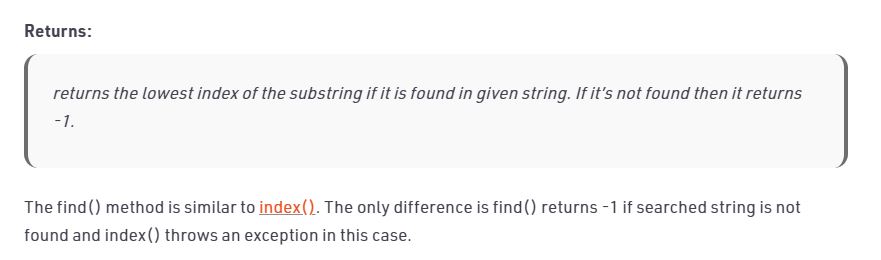 Returns:
returns the lowest index of the substring if it is found in given string. If it's not found then it returns
-1.
The find() method is similar to index(). The only difference is find() returns -1 if searched string is not
found and index() throws an exception in this case.